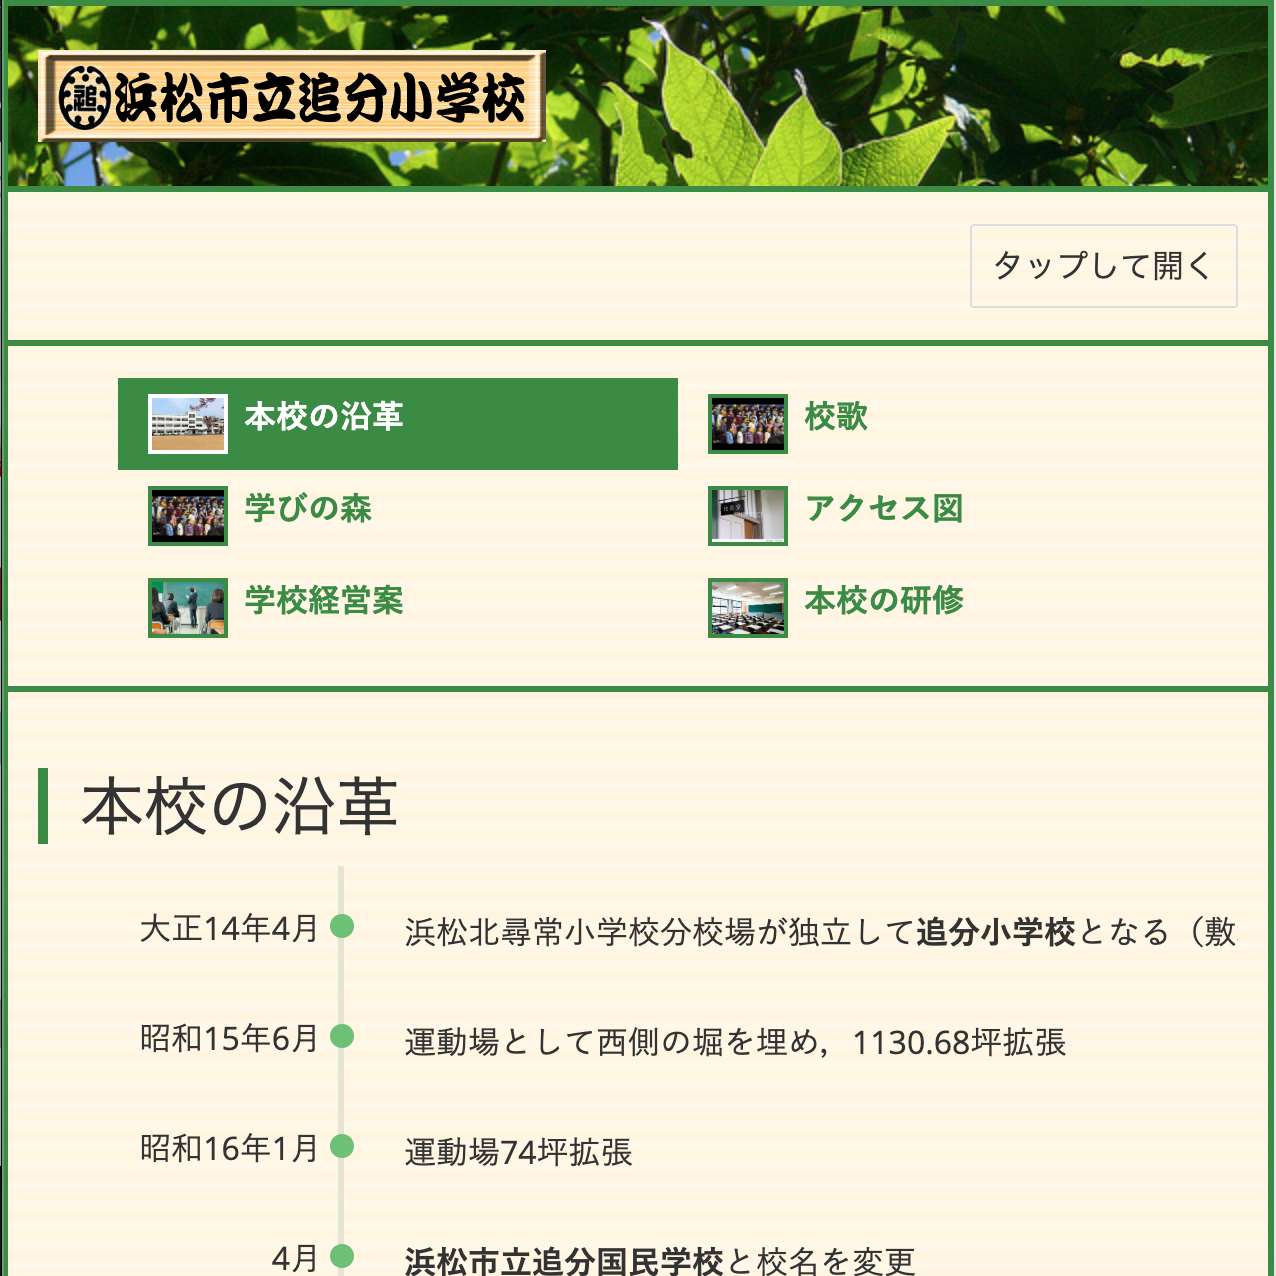 浜松市立追分小学校
タップして開く
本校の沿革
校歌
学びの森
アクセス図
学校経営案
本校の研修
本校の沿革
大正14年4月
浜松北尋常小学校分校場が独立して追分小学校となる（敷
昭和15年6月
運動場として西側の堀を埋め，1130.68坪拡張
昭和16年1月
運動場74坪拡張
4月
浜松市立追分国民学校と校名を変更